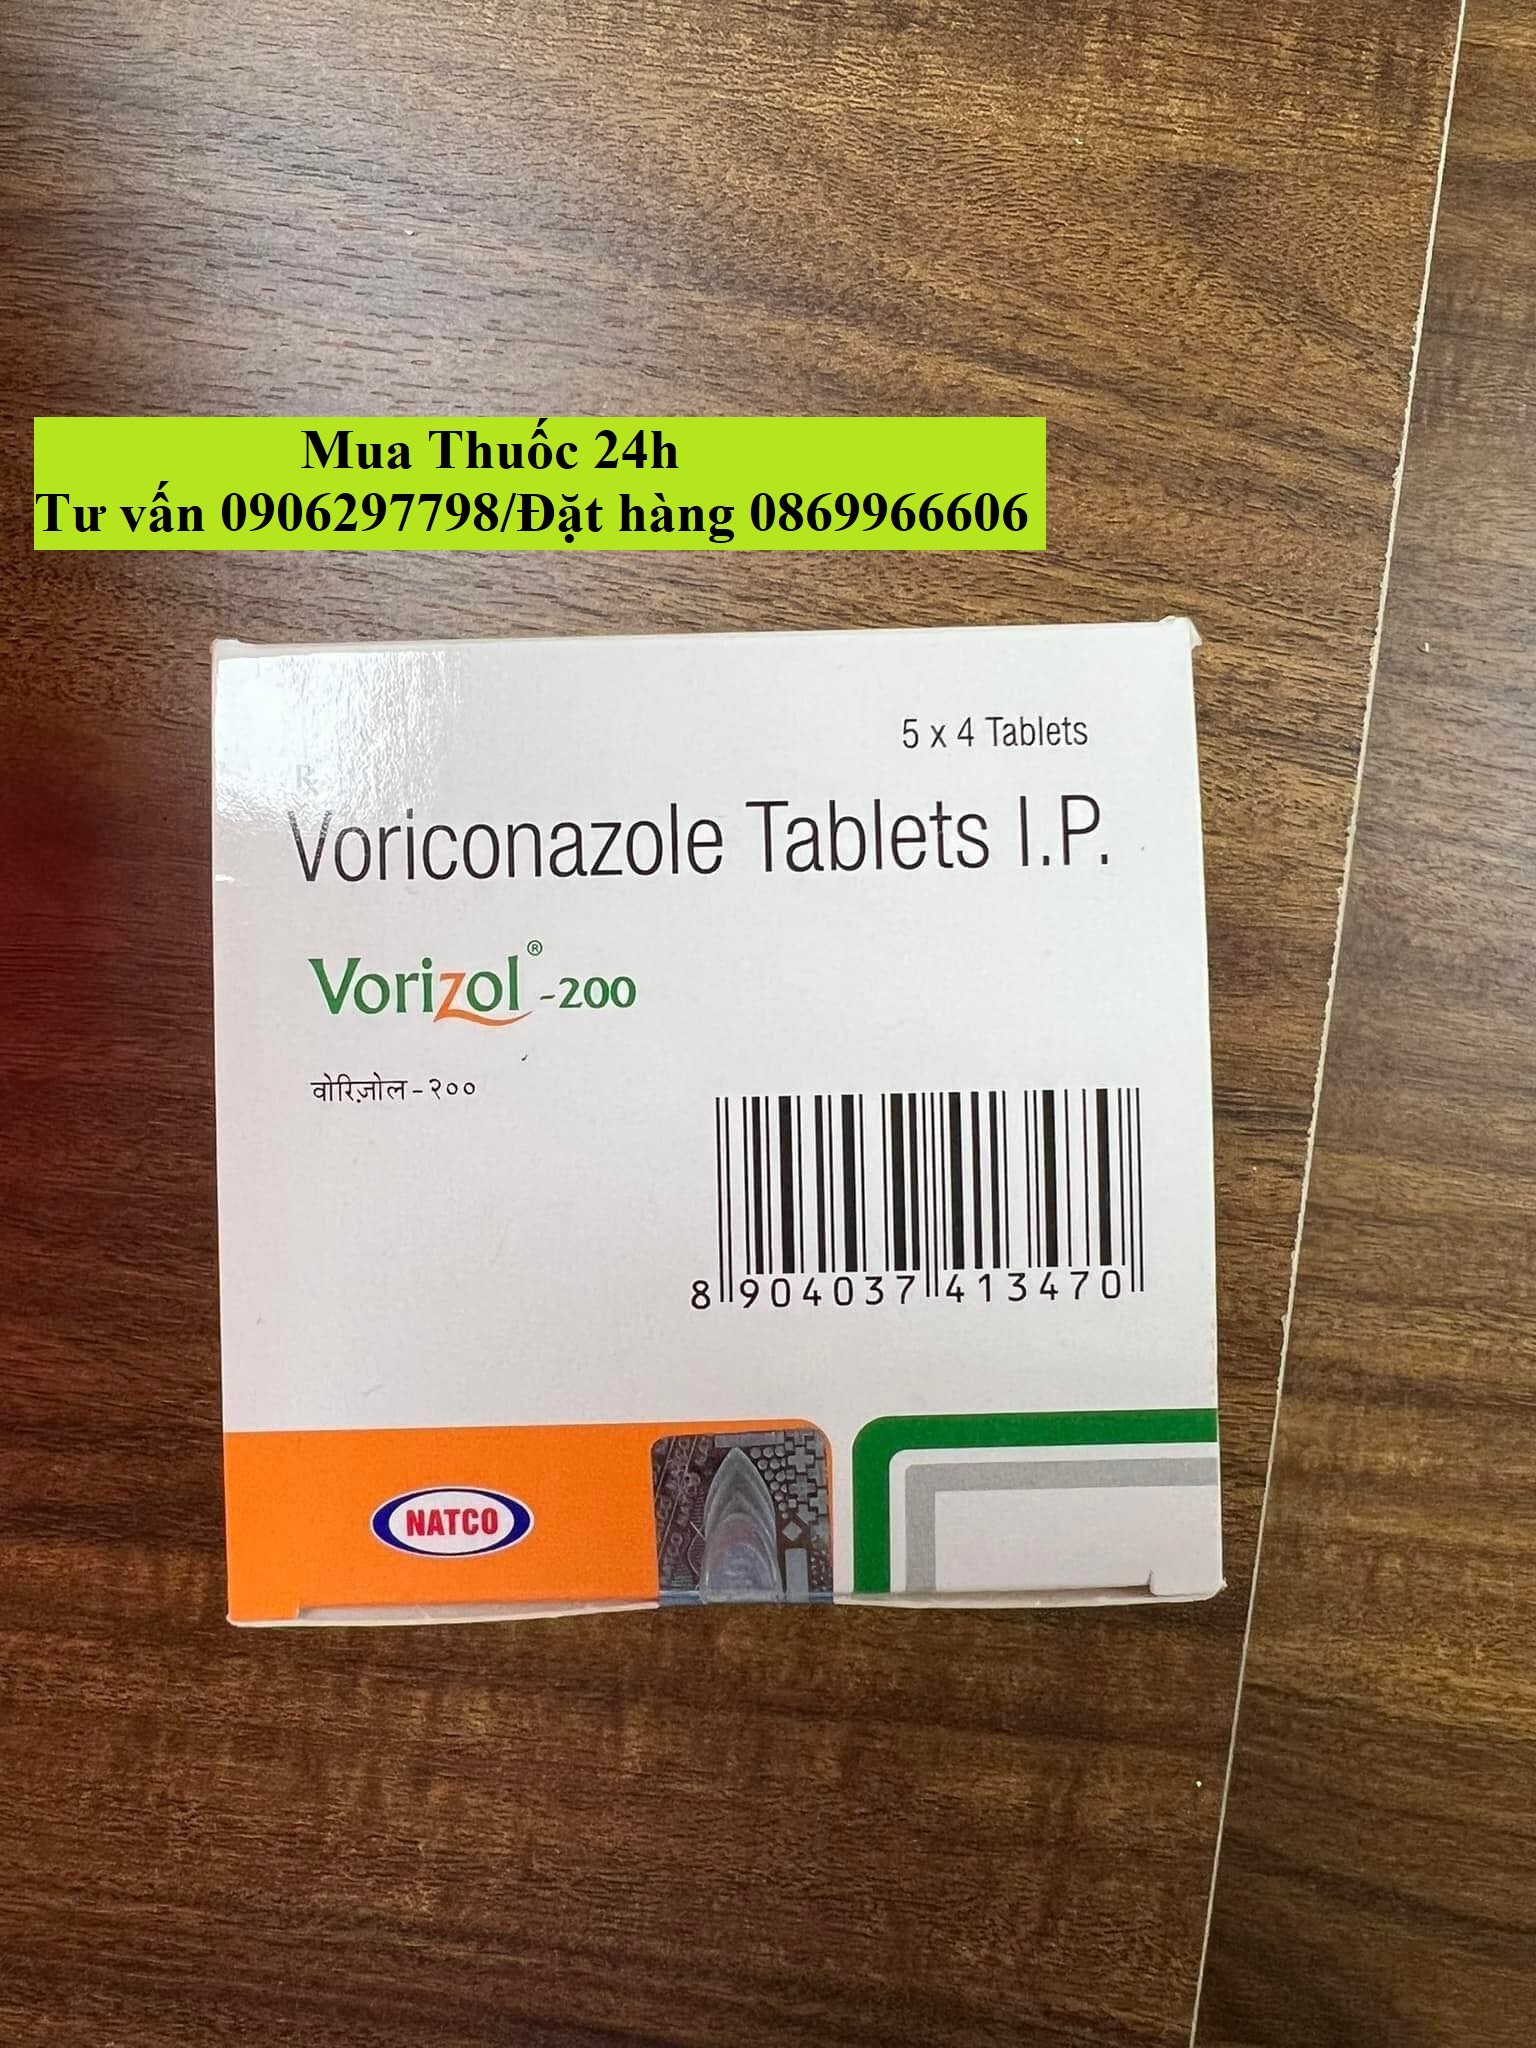 Mua Thuốc 24h
Tư vấn 0906297798/Đặt hàng 0869966606
5 x 4 Tablets
Rx
Voriconazole Tablets I.P.
Vorizol® -200
वोरिज़ोल - २००
8 904037 413470
NATCO